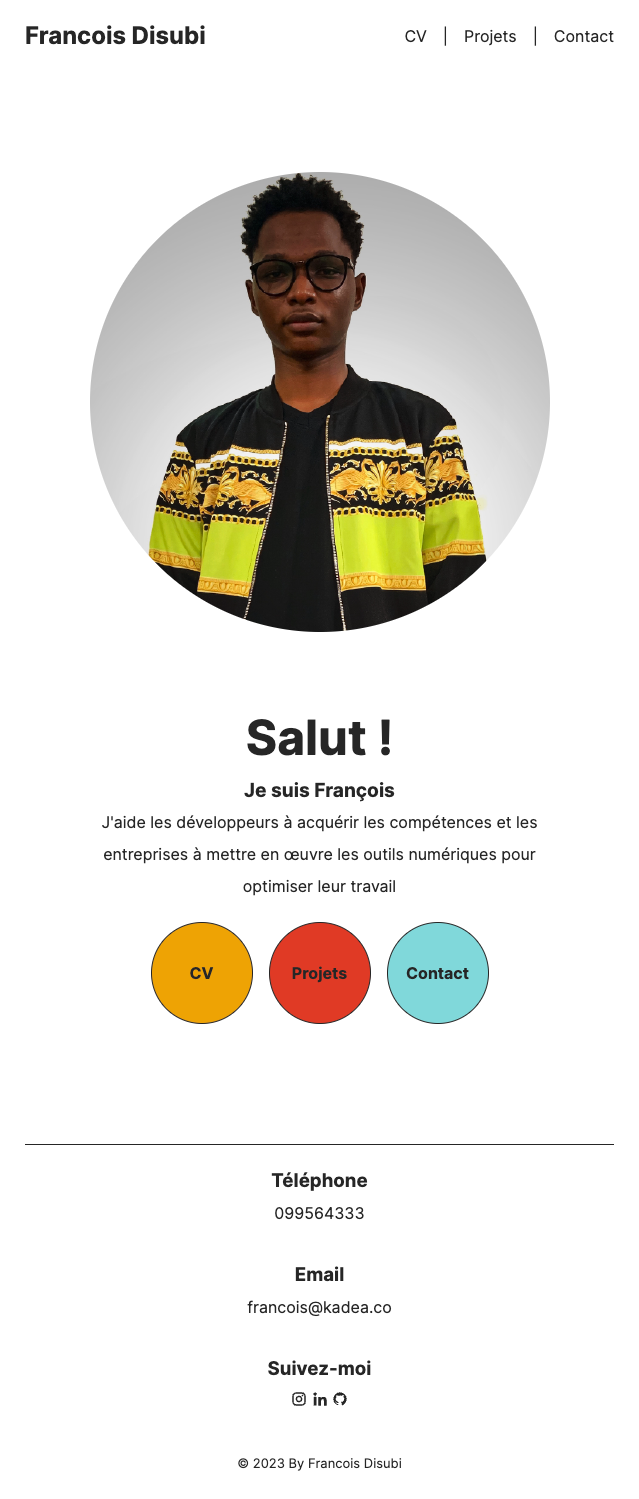 Francois Disubi
CV | Projets | Contact
Salut !
Je suis François
J'aide les développeurs à acquérir les compétences et les
entreprises à mettre en œuvre les outils numériques pour
optimiser leur travail
CV
Projets
Contact
Téléphone
099564333
Email
francois@kadea.co
Suivez-moi
© 2023 By Francois Disubi